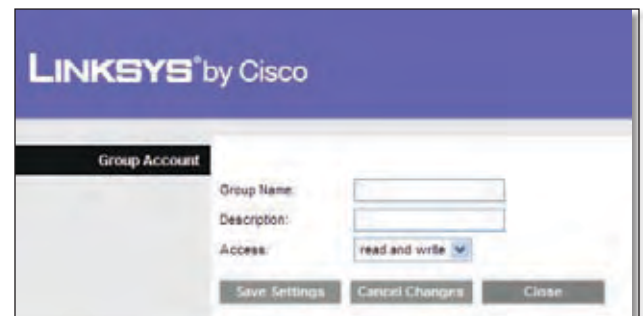 LINKSYS® by Cisco
Group Account
Group Name:
Description:
Access: read and write
Save Settings Cancel Changes Close